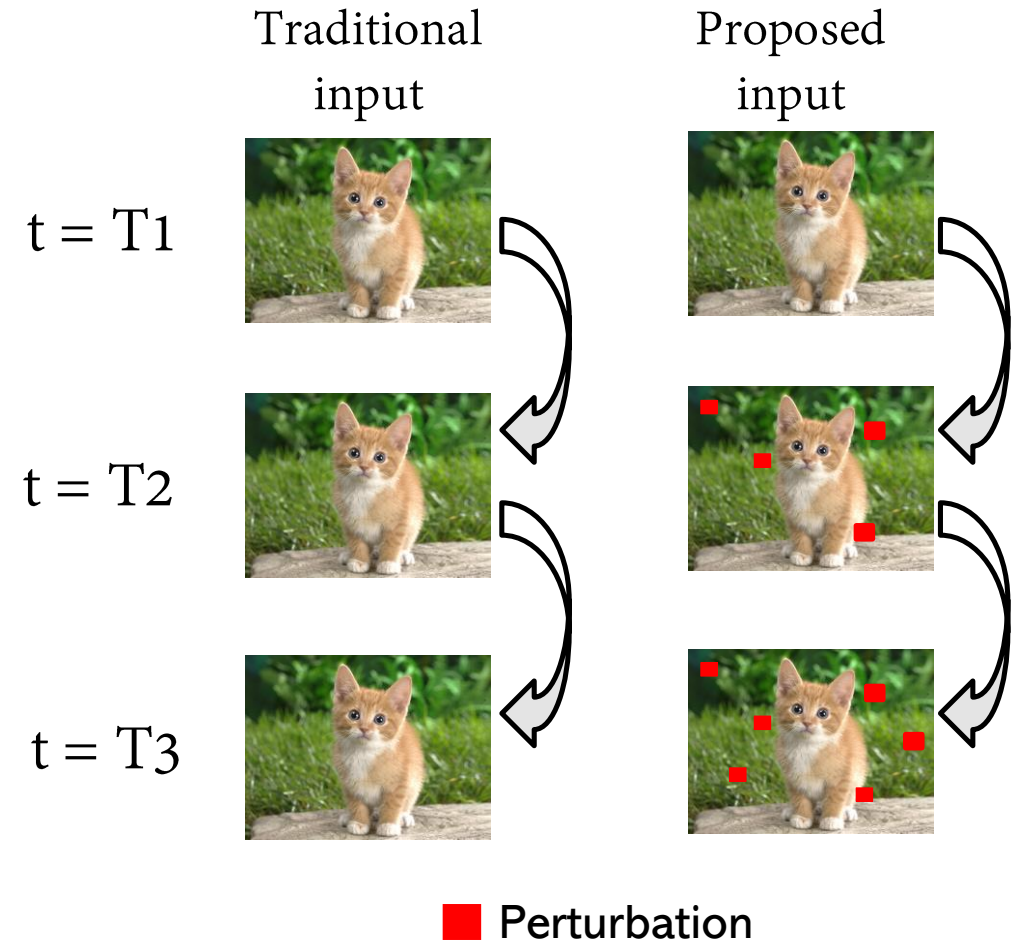 Traditional
input
Proposed
input
t = T1
t = T2
t = T3
Perturbation